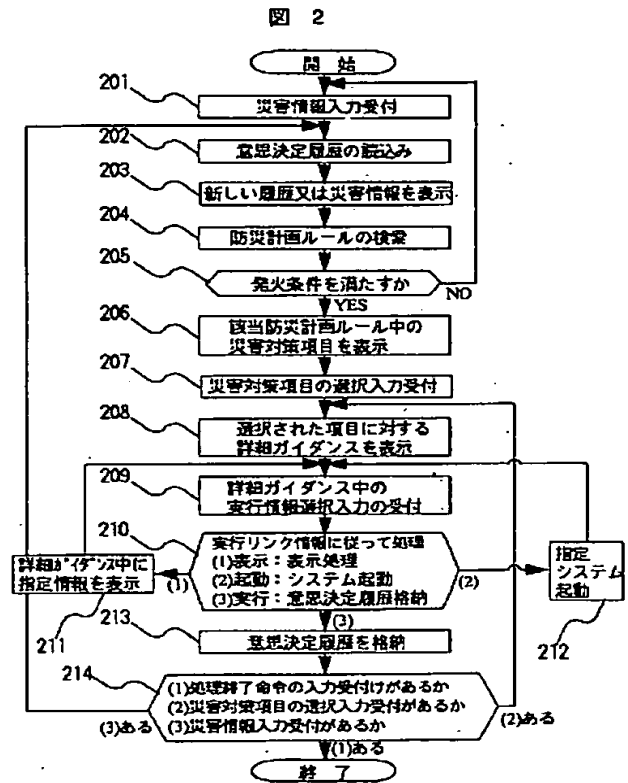 図 2
開 始
201
災害情報入力受付
202
意思決定履歴の読込み
203
新しい履歴又は災害情報を表示
204
防災計画ルールの検索
205
発火条件を満たすか
NO
YES
206
該当防災計画ルール中の
災害対策項目を表示
207
災害対策項目の選択入力受付
208
選択された項目に対する
詳細ガイダンスを表示
209
詳細ガイダンス中の
実行情報選択入力の受付
210
実行リンク情報に従って処理
(1)表示：表示処理
(2)起動：システム起動
(3)実行：意思決定履歴格納
(1)
(2)
(3)
詳細ガイダンス中に
指定情報を表示
211
指定
システム
起動
212
213
意思決定履歴を格納
214
(1)処理終了命令の入力受付けがあるか
(2)災害対策項目の選択入力受付があるか
(3)災害情報入力受付があるか
(3)ある
(2)ある
(1)ある
終 了